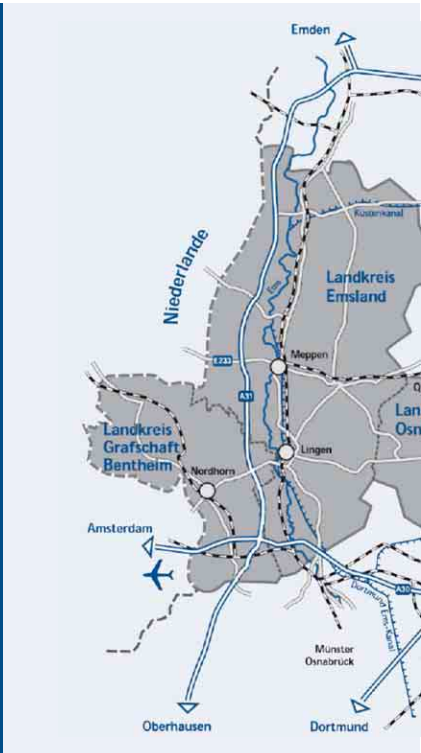 Emden
Küstenkanal
Niederlande
Landkreis
Emsland
Ems
E233
Meppen
A31
Landkreis
Grafschaft
Bentheim
Lan
Osn
Lingen
Nordhorn
Amsterdam
A30
Dortmund Ems-Kanal
Münster
Osnabrück
Oberhausen
Dortmund